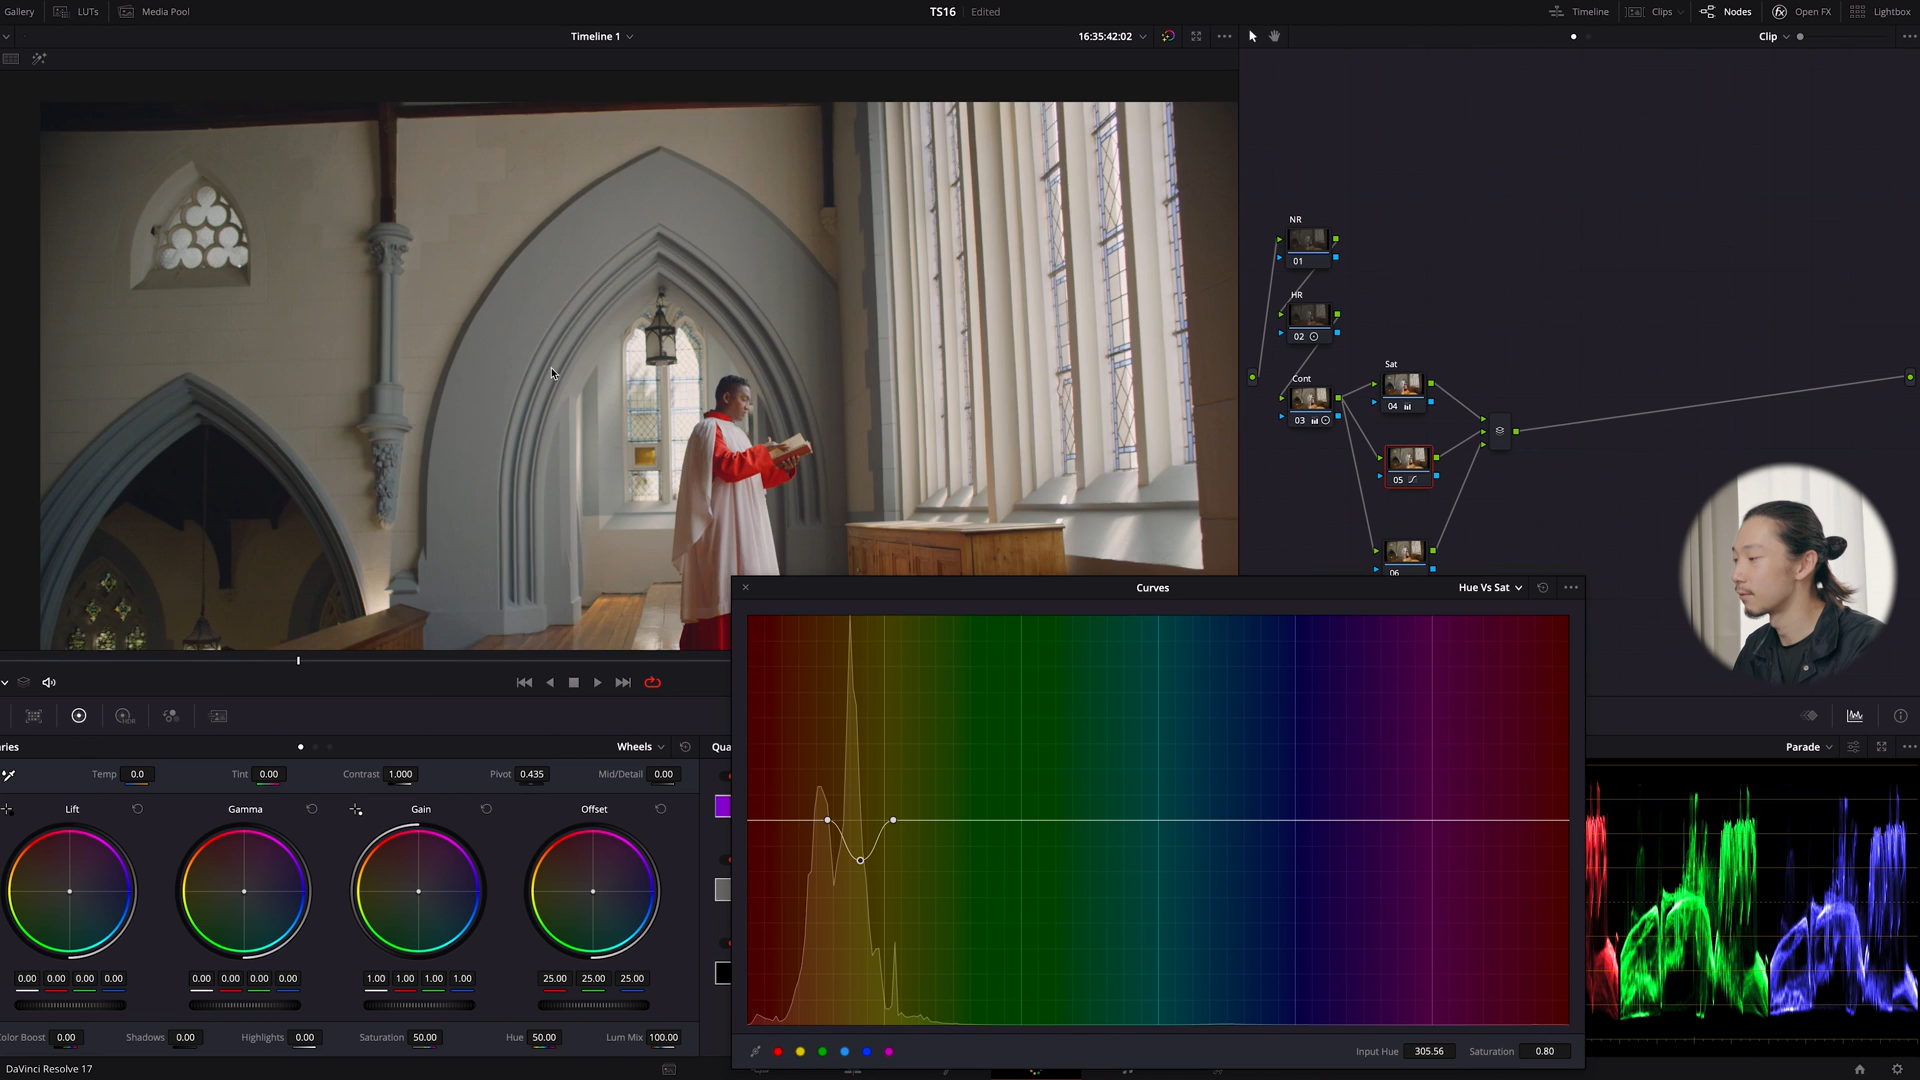 Gallery LUTs Media Pool TS16 Edited Timeline Clips Nodes Open FX Lightbox
Timeline 1 16:35:42:02 Clip
NR
01
HR
02
Cont
03
Sat
04
05
06
Curves Hue Vs Sat
Wheels Parade
Temp 0.0 Tint 0.00 Contrast 1.000 Pivot 0.435 Mid/Detail 0.00
Lift Gamma Gain Offset
0.00 0.00 0.00 0.00 0.00 0.00 0.00 0.00 1.00 1.00 1.00 1.00 25.00 25.00 25.00
Color Boost 0.00 Shadows 0.00 Highlights 0.00 Saturation 50.00 Hue 50.00 Lum Mix 100.00
Input Hue 305.56 Saturation 0.80
DaVinci Resolve 17